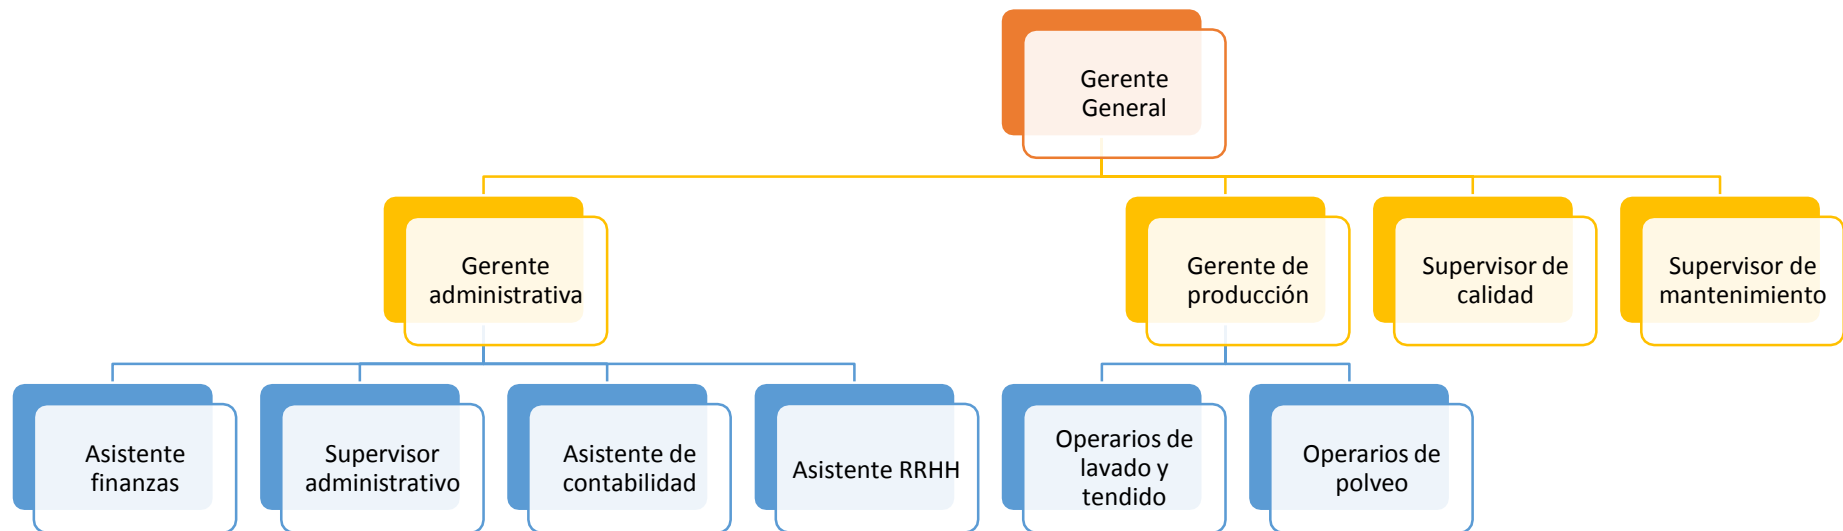 Gerente
General
Gerente
administrativa
Gerente de
producción
Supervisor de
calidad
Supervisor de
mantenimiento
Asistente
finanzas
Supervisor
administrativo
Asistente de
contabilidad
Asistente RRHH
Operarios de
lavado y
tendido
Operarios de
polveo